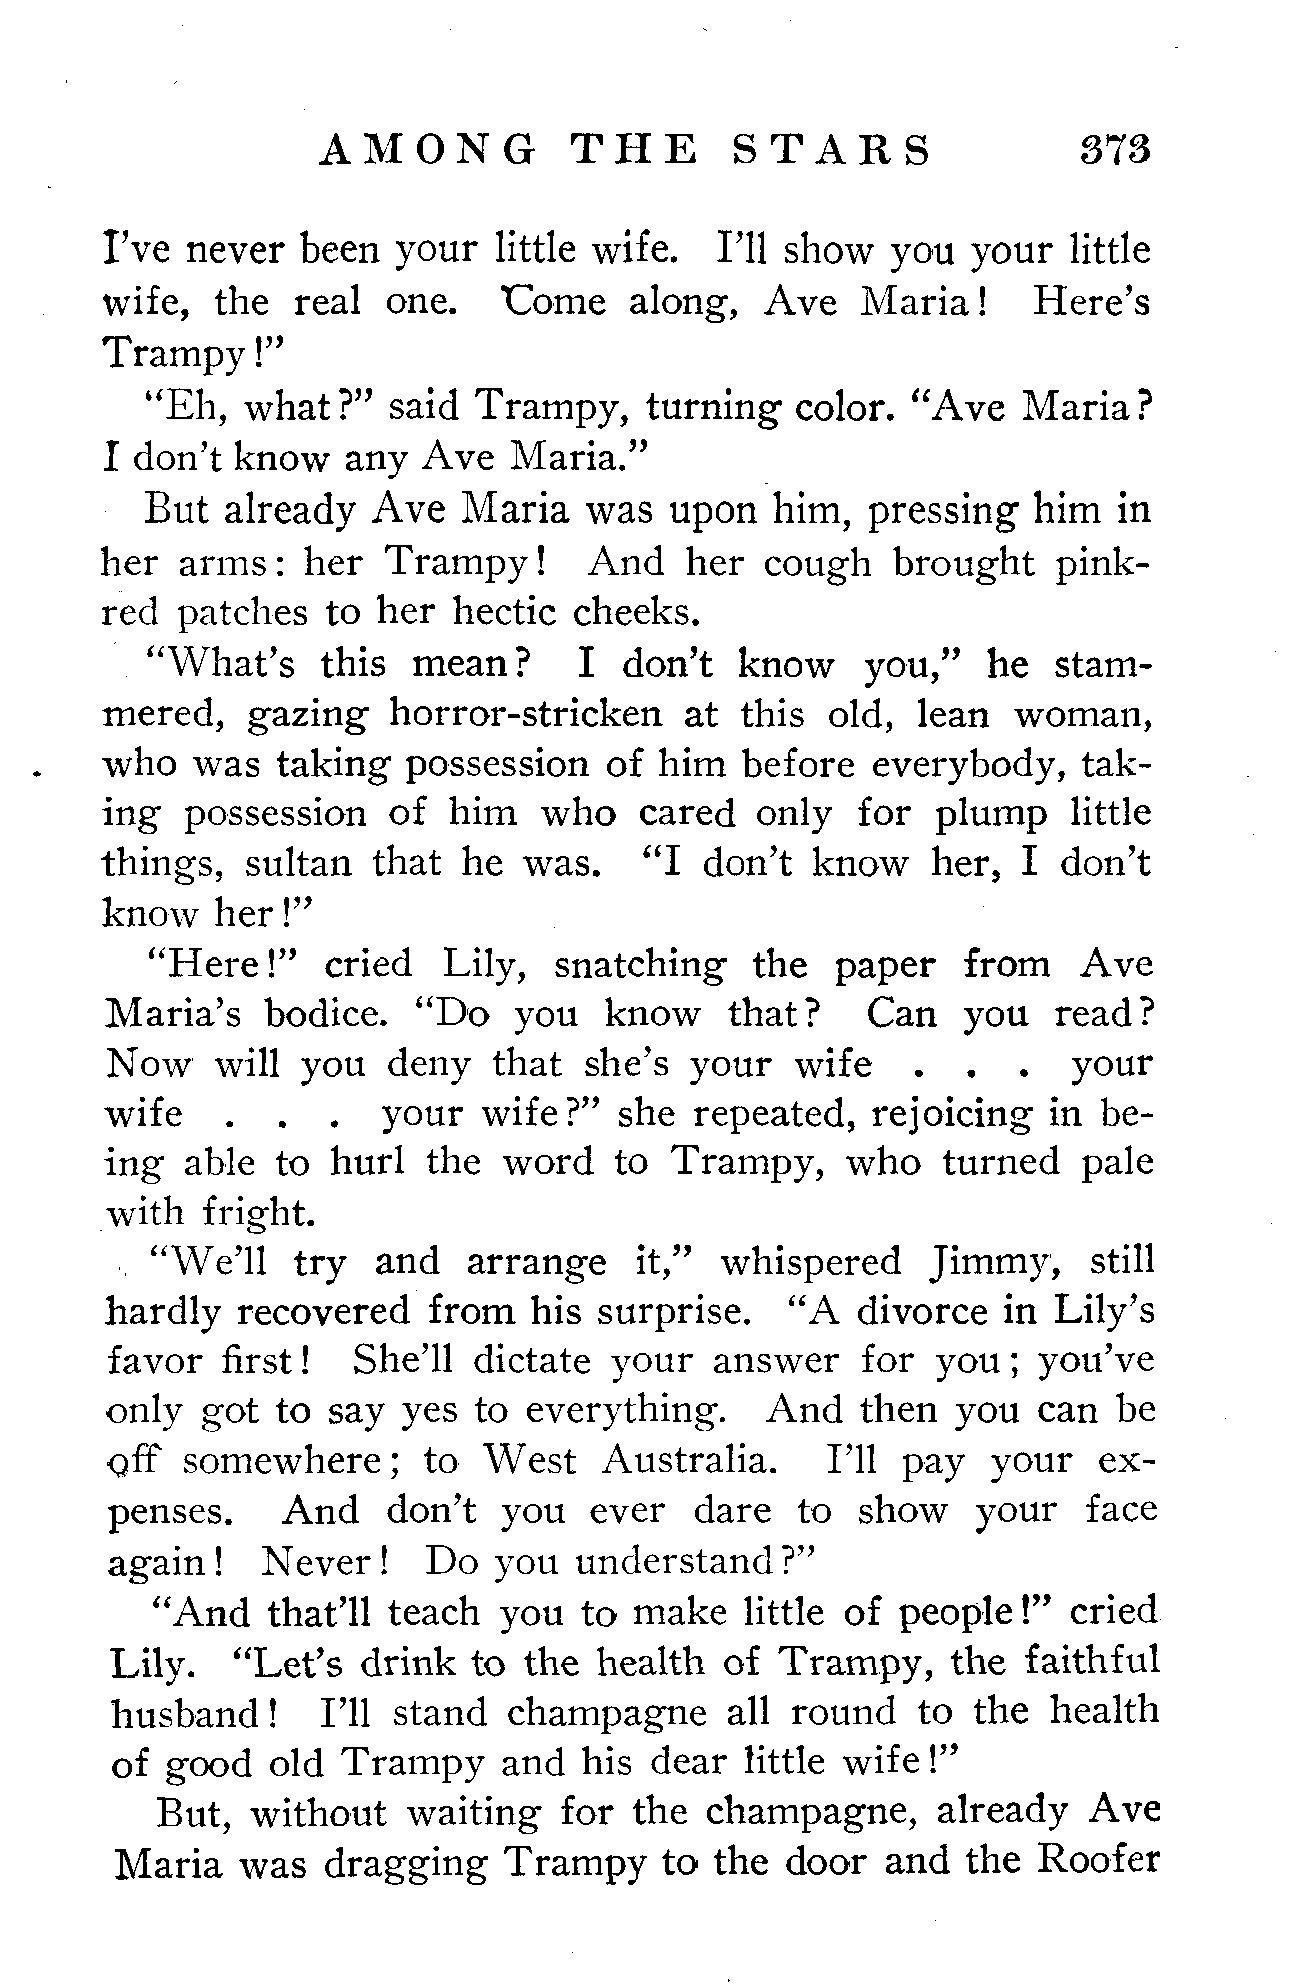 AMONG THE STARS 373
I've never been your little wife. I'll show you your little
wife, the real one. Come along, Ave Maria! Here's
Trampy!"
"Eh, what?" said Trampy, turning color. "Ave Maria?
I don't know any Ave Maria."
But already Ave Maria was upon him, pressing him in
her arms: her Trampy! And her cough brought pink-
red patches to her hectic cheeks.
"What's this mean? I don't know you," he stam-
mered, gazing horror-stricken at this old, lean woman,
who was taking possession of him before everybody, tak-
ing possession of him who cared only for plump little
things, sultan that he was. "I don't know her, I don't
know her!"
"Here!" cried Lily, snatching the paper from Ave
Maria's bodice. "Do you know that? Can you read?
Now will you deny that she's your wife . . . your
wife . . . your wife?" she repeated, rejoicing in be-
ing able to hurl the word to Trampy, who turned pale
with fright.
"We'll try and arrange it," whispered Jimmy, still
hardly recovered from his surprise. "A divorce in Lily's
favor first! She'll dictate your answer for you; you've
only got to say yes to everything. And then you can be
off somewhere; to West Australia. I'll pay your ex-
penses. And don't you ever dare to show your face
again! Never! Do you understand?"
"And that'll teach you to make little of people!" cried
Lily. "Let's drink to the health of Trampy, the faithful
husband! I'll stand champagne all round to the health
of good old Trampy and his dear little wife!"
But, without waiting for the champagne, already Ave
Maria was dragging Trampy to the door and the Roofer